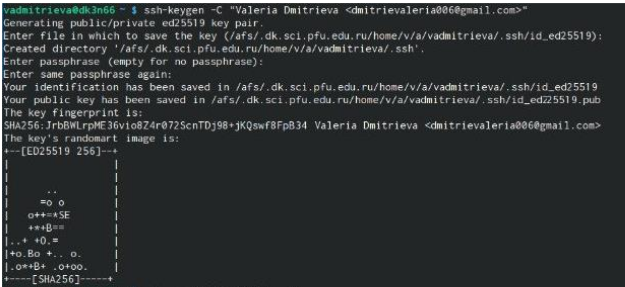 vadmitrieva@dk3n66 ~ $ ssh-keygen -C "Valeria Dmitrieva <dmitrievaleria006@gmail.com>"
Generating public/private ed25519 key pair.
Enter file in which to save the key (/afs/.dk.sci.pfu.edu.ru/home/v/a/vadmitrieva/.ssh/id_ed25519):
Created directory '/afs/.dk.sci.pfu.edu.ru/home/v/a/vadmitrieva/.ssh'.
Enter passphrase (empty for no passphrase):
Enter same passphrase again:
Your identification has been saved in /afs/.dk.sci.pfu.edu.ru/home/v/a/vadmitrieva/.ssh/id_ed25519
Your public key has been saved in /afs/.dk.sci.pfu.edu.ru/home/v/a/vadmitrieva/.ssh/id_ed25519.pub
The key fingerprint is:
SHA256:JrbBWLrpME36vio8Z4r072ScnTDj98+jKQswf8FpB34 Valeria Dmitrieva <dmitrievaleria006@gmail.com>
The key's randomart image is:
+--[ED25519 256]--+
|                 |
|                 |
|      ..         |
|     =o o        |
|   o++=*SE       |
|    +*+B==       |
|..+ +O.=         |
|+o.Bo +.. o.     |
|.o*+B+ .o+oo.    |
+----[SHA256]-----+